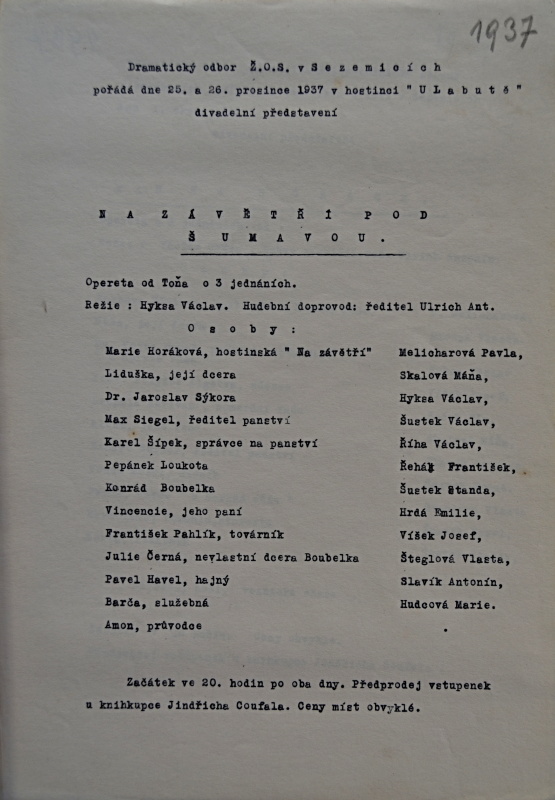 1937
Dramatický odbor Ž.O.S. v Sezemicích
pořádá dne 25. a 26. prosince 1937 v hostinci " U Labutě "
divadelní představení
NA ZÁVĚTŘÍ POD
ŠUMAVOU.
Opereta od Toňa o 3 jednáních.
Režie : Hyksa Václav. Hudební doprovod: ředitel Ulrich Ant.
Osoby:
Marie Horáková, hostinská " Na závětří" Melicharová Pavla,
Liduška, její dcera Skalová Máňa,
Dr. Jaroslav Sýkora Hyksa Václav,
Max Siegel, ředitel panství Šustek Václav,
Karel Šípek, správce na panství Říha Václav,
Pepánek Loukota Řehák František,
Konrád Boubelka Šustek Standa,
Vincencie, jeho paní Hrdá Emilie,
František Pahlík, továrník Víšek Josef,
Julie Černá, nevlastní dcera Boubelka Šteglová Vlasta,
Pavel Havel, hajný Slavík Antonín,
Barča, služebná Hudcová Marie.
Amon, průvodce .
Začátek ve 20. hodin po oba dny. Předprodej vstupenek
u knihkupce Jindřicha Coufala. Ceny míst obvyklé.